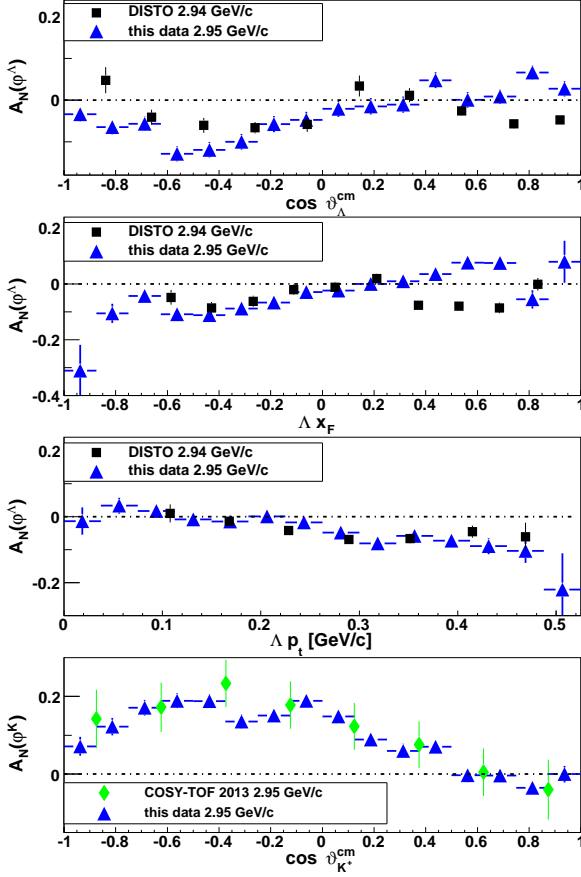 DISTO 2.94 GeV/c
this data 2.95 GeV/c
A_N(φ^Λ)
0.2
0
-1 -0.8 -0.6 -0.4 -0.2 0 0.2 0.4 0.6 0.8 1
cos ϑ_Λ^cm
DISTO 2.94 GeV/c
this data 2.95 GeV/c
A_N(φ^Λ)
0.2
0
-0.2
-0.4
-1 -0.8 -0.6 -0.4 -0.2 0 0.2 0.4 0.6 0.8 1
Λ x_F
DISTO 2.94 GeV/c
this data 2.95 GeV/c
A_N(φ^Λ)
0.2
0
-0.2
0 0.1 0.2 0.3 0.4 0.5
Λ p_t [GeV/c]
A_N(φ^K)
0.2
0
COSY-TOF 2013 2.95 GeV/c
this data 2.95 GeV/c
-1 -0.8 -0.6 -0.4 -0.2 0 0.2 0.4 0.6 0.8 1
cos ϑ_K+^cm